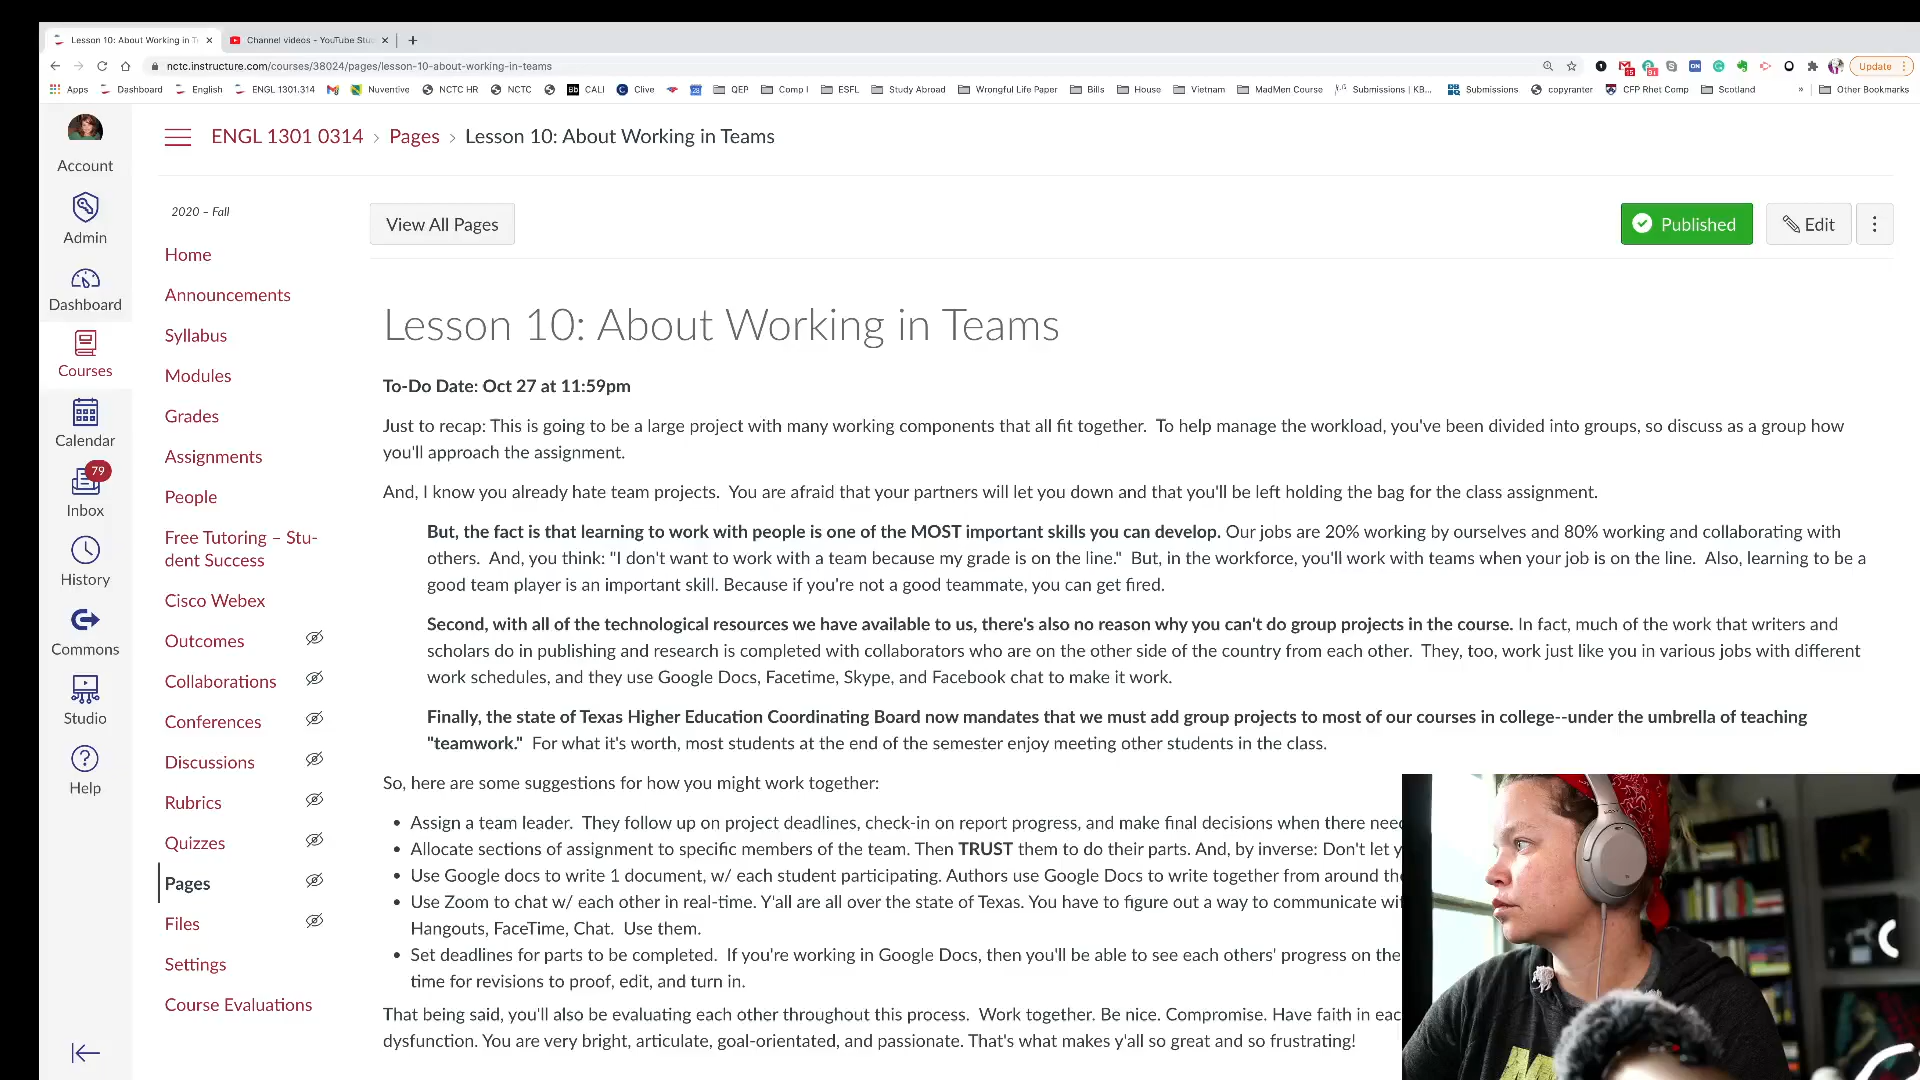 Lesson 10: About Working in T
Channel videos - YouTube Stu
nctc.instructure.com/courses/38024/pages/lesson-10-about-working-in-teams
Update
Apps
Dashboard
English
ENGL 1301.314
Nuventive
NCTC HR
NCTC
Bb CALI
Clive
QEP
Comp I
ESFL
Study Abroad
Wrongful Life Paper
Bills
House
Vietnam
MadMen Course
Submissions | KB...
Submissions
copyranter
CFP Rhet Comp
Scotland
»
Other Bookmarks
Account
Admin
Dashboard
Courses
Calendar
79
Inbox
History
Commons
Studio
Help
ENGL 1301 0314 › Pages › Lesson 10: About Working in Teams
2020 – Fall
Home
Announcements
Syllabus
Modules
Grades
Assignments
People
Free Tutoring – Stu-
dent Success
Cisco Webex
Outcomes
Collaborations
Conferences
Discussions
Rubrics
Quizzes
Pages
Files
Settings
Course Evaluations
View All Pages
Published
Edit
Lesson 10: About Working in Teams
To-Do Date: Oct 27 at 11:59pm
Just to recap: This is going to be a large project with many working components that all fit together.  To help manage the workload, you've been divided into groups, so discuss as a group how
you'll approach the assignment.
And, I know you already hate team projects.  You are afraid that your partners will let you down and that you'll be left holding the bag for the class assignment.
But, the fact is that learning to work with people is one of the MOST important skills you can develop. Our jobs are 20% working by ourselves and 80% working and collaborating with
others.  And, you think: "I don't want to work with a team because my grade is on the line."  But, in the workforce, you'll work with teams when your job is on the line.  Also, learning to be a
good team player is an important skill. Because if you're not a good teammate, you can get fired.
Second, with all of the technological resources we have available to us, there's also no reason why you can't do group projects in the course. In fact, much of the work that writers and
scholars do in publishing and research is completed with collaborators who are on the other side of the country from each other.  They, too, work just like you in various jobs with different
work schedules, and they use Google Docs, Facetime, Skype, and Facebook chat to make it work.
Finally, the state of Texas Higher Education Coordinating Board now mandates that we must add group projects to most of our courses in college--under the umbrella of teaching
"teamwork."  For what it's worth, most students at the end of the semester enjoy meeting other students in the class.
So, here are some suggestions for how you might work together:
• Assign a team leader.  They follow up on project deadlines, check-in on report progress, and make final decisions when there nee
• Allocate sections of assignment to specific members of the team. Then TRUST them to do their parts. And, by inverse: Don't let y
• Use Google docs to write 1 document, w/ each student participating. Authors use Google Docs to write together from around th
• Use Zoom to chat w/ each other in real-time. Y'all are all over the state of Texas. You have to figure out a way to communicate wi
Hangouts, FaceTime, Chat.  Use them.
• Set deadlines for parts to be completed.  If you're working in Google Docs, then you'll be able to see each others' progress on the
time for revisions to proof, edit, and turn in.
That being said, you'll also be evaluating each other throughout this process.  Work together. Be nice. Compromise. Have faith in eac
dysfunction. You are very bright, articulate, goal-orientated, and passionate. That's what makes y'all so great and so frustrating!